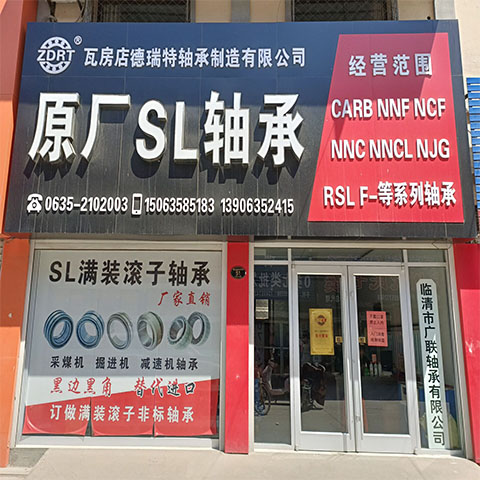 ZDRT
瓦房店德瑞特轴承制造有限公司
原厂SL轴承
0635-2102003 15063585183 13906352415
经营范围
CARB NNF NCF
NNC NNCL NJG
RSL F-等系列轴承
SL满装滚子轴承
厂家直销
采煤机 掘进机 减速机轴承
黑边黑角 替代进口
订做满装滚子非标轴承
临清市广联轴承有限公司